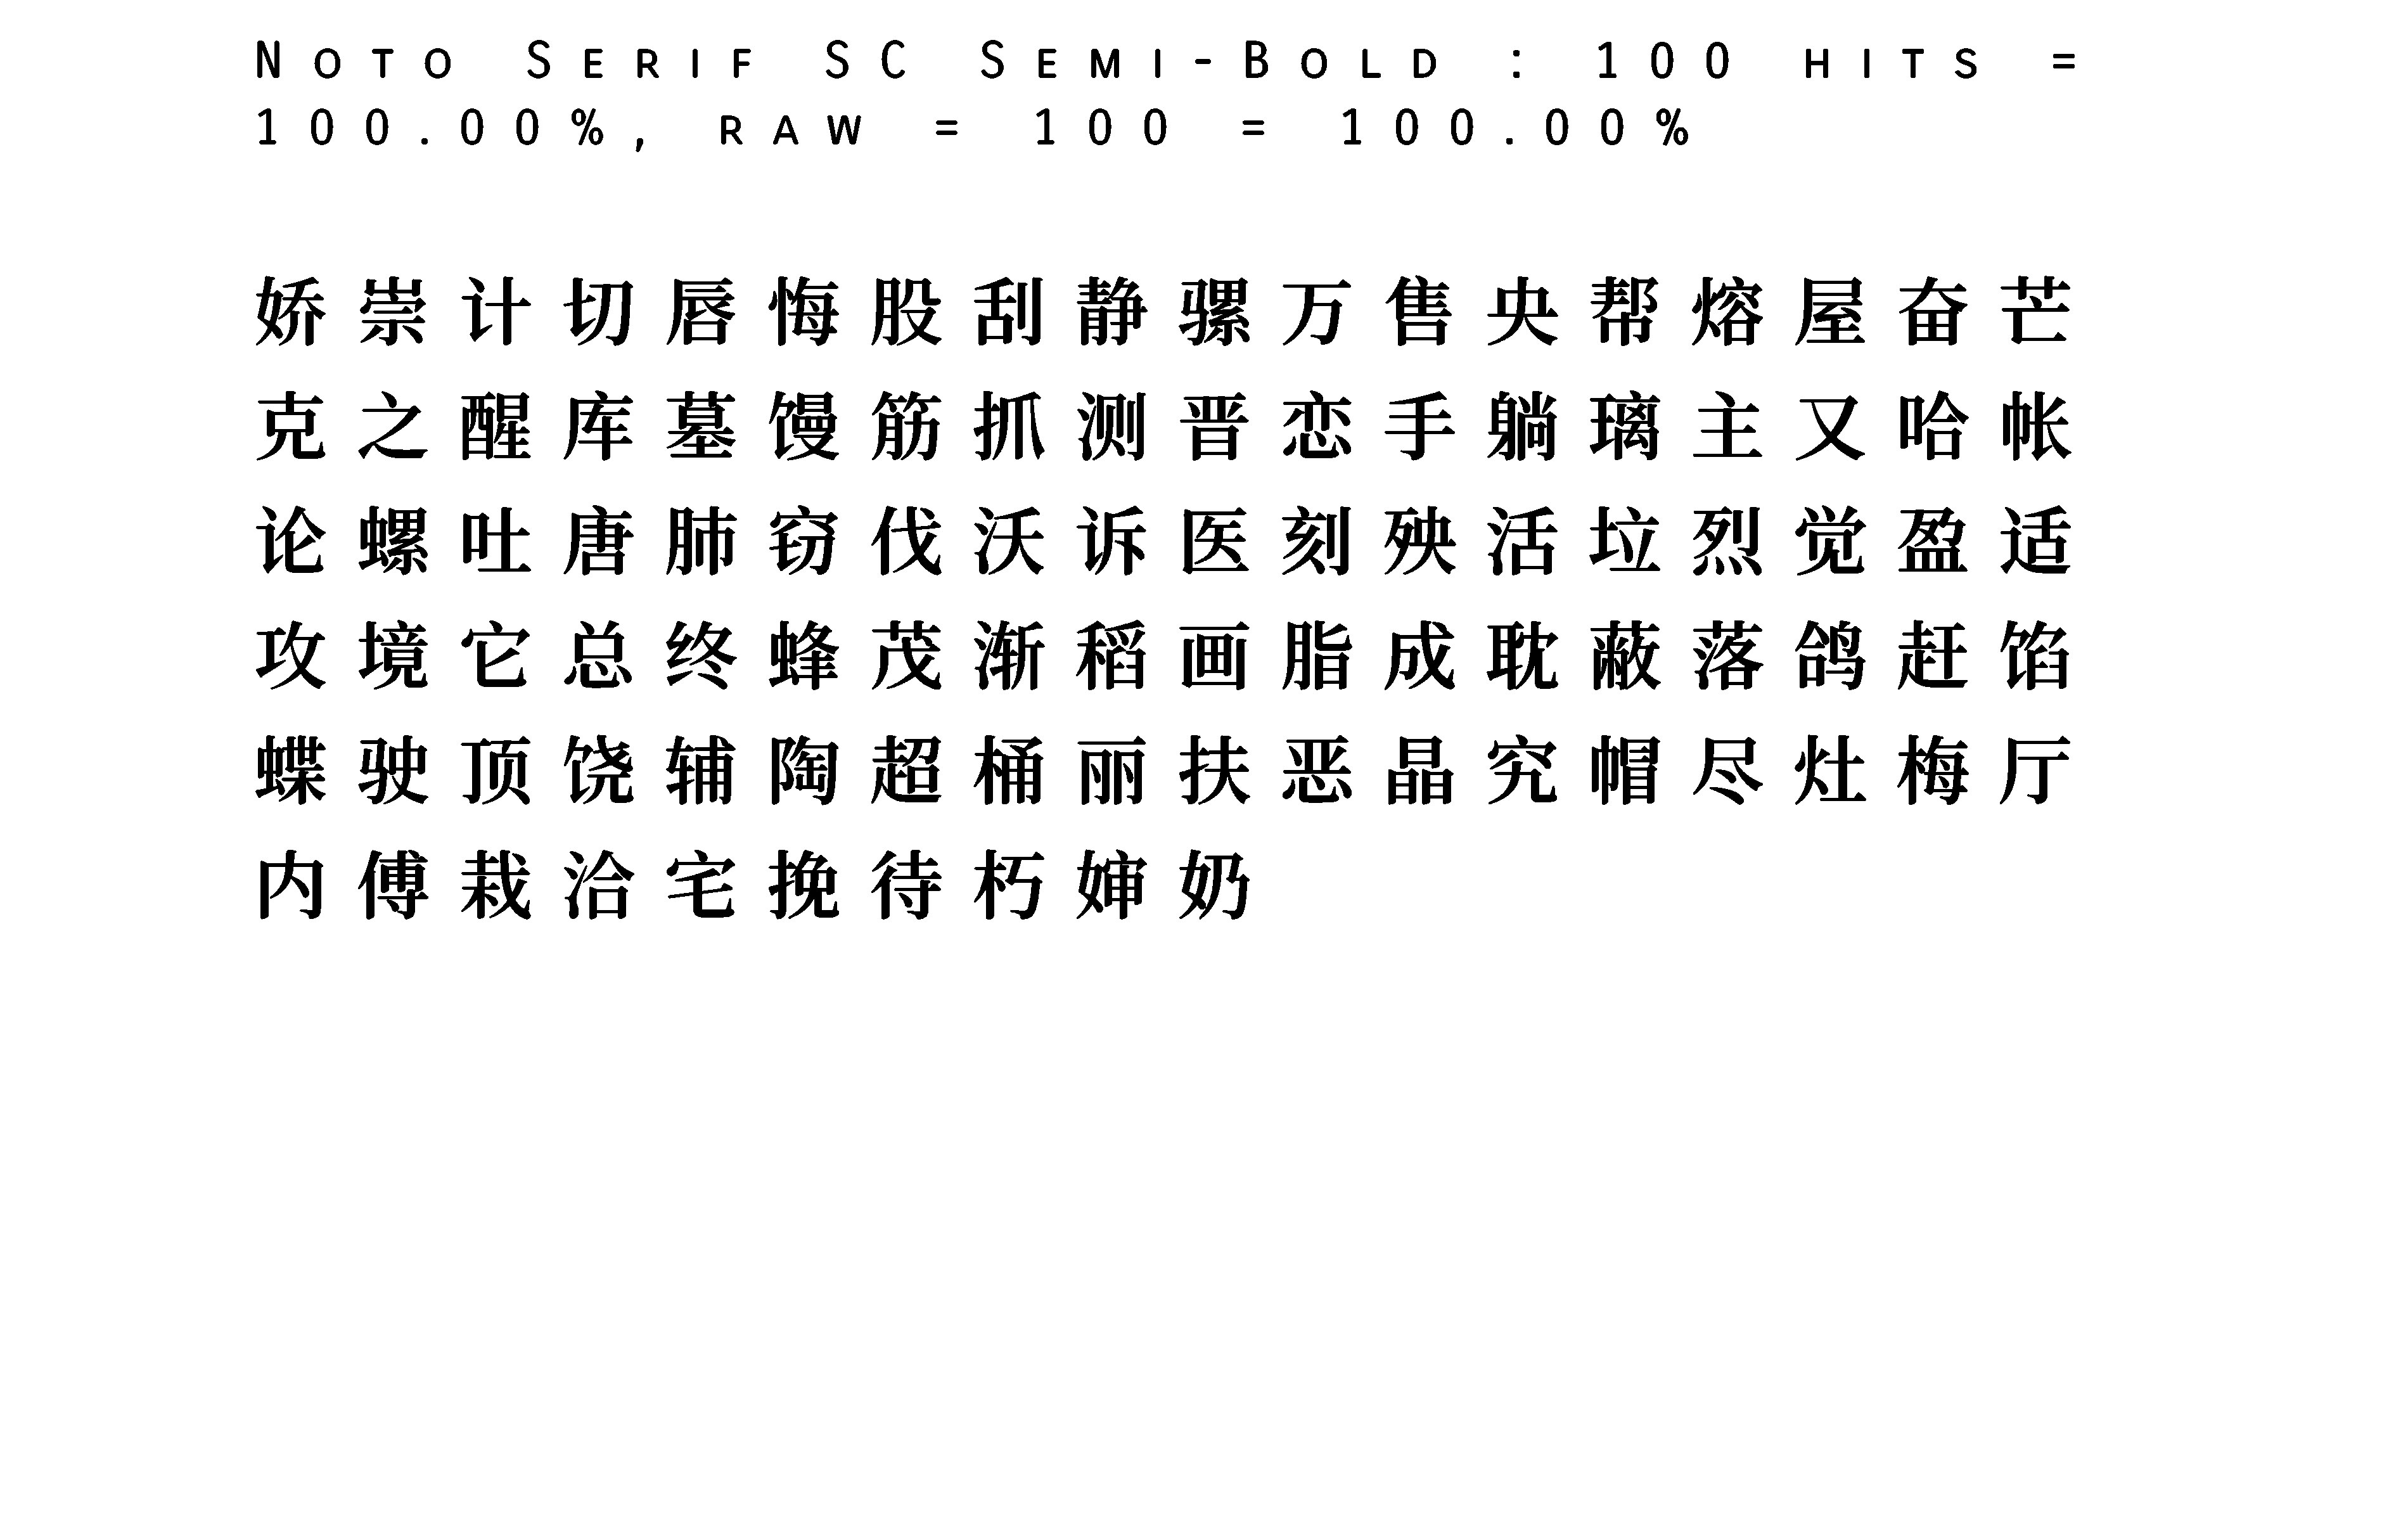 Noto Serif SC Semi-Bold : 100 hits =
100.00%, raw = 100 = 100.00%
娇崇计切唇悔股刮静骡万售央帮熔屋奋芒
克之醒库墓馒筋抓测晋恋手躺璃主又哈帐
论螺吐唐肺窃伐沃诉医刻殃活垃烈觉盈适
攻境它总终蜂茂渐稻画脂成耽蔽落鸽赶馅
蝶驶顶饶辅陶超桶丽扶恶晶究帽尽灶梅厅
内傅栽洽宅挽待朽婶奶